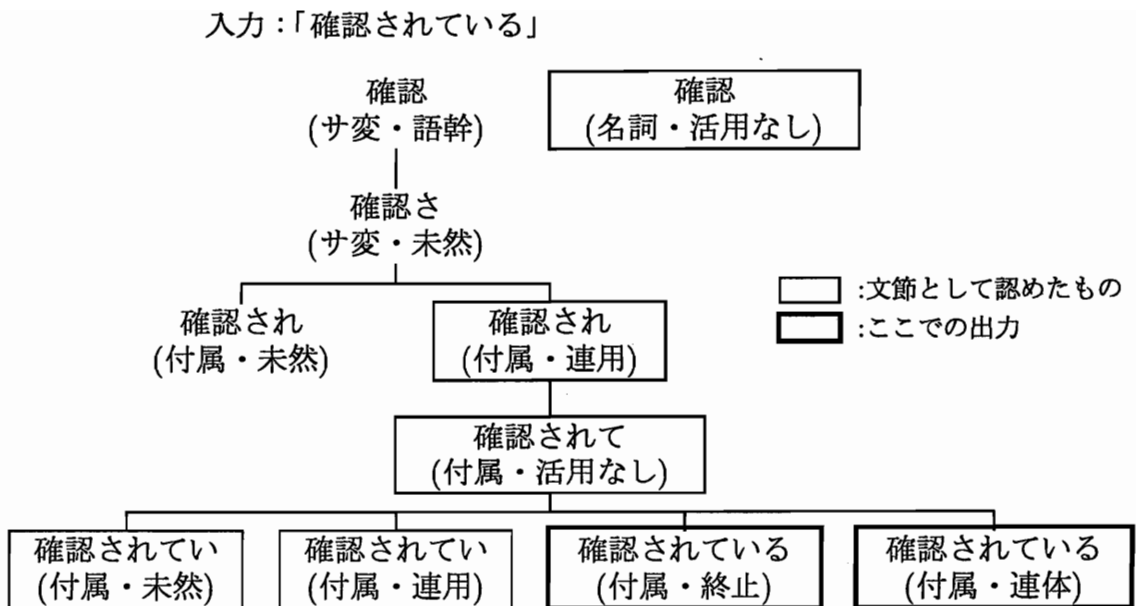 入力:「確認されている」
確認
(サ変・語幹)
確認
(名詞・活用なし)
確認さ
(サ変・未然)
確認され
(付属・未然)
確認され
(付属・連用)
:文節として認めたもの
:ここでの出力
確認されて
(付属・活用なし)
確認されてい
(付属・未然)
確認されてい
(付属・連用)
確認されている
(付属・終止)
確認されている
(付属・連体)